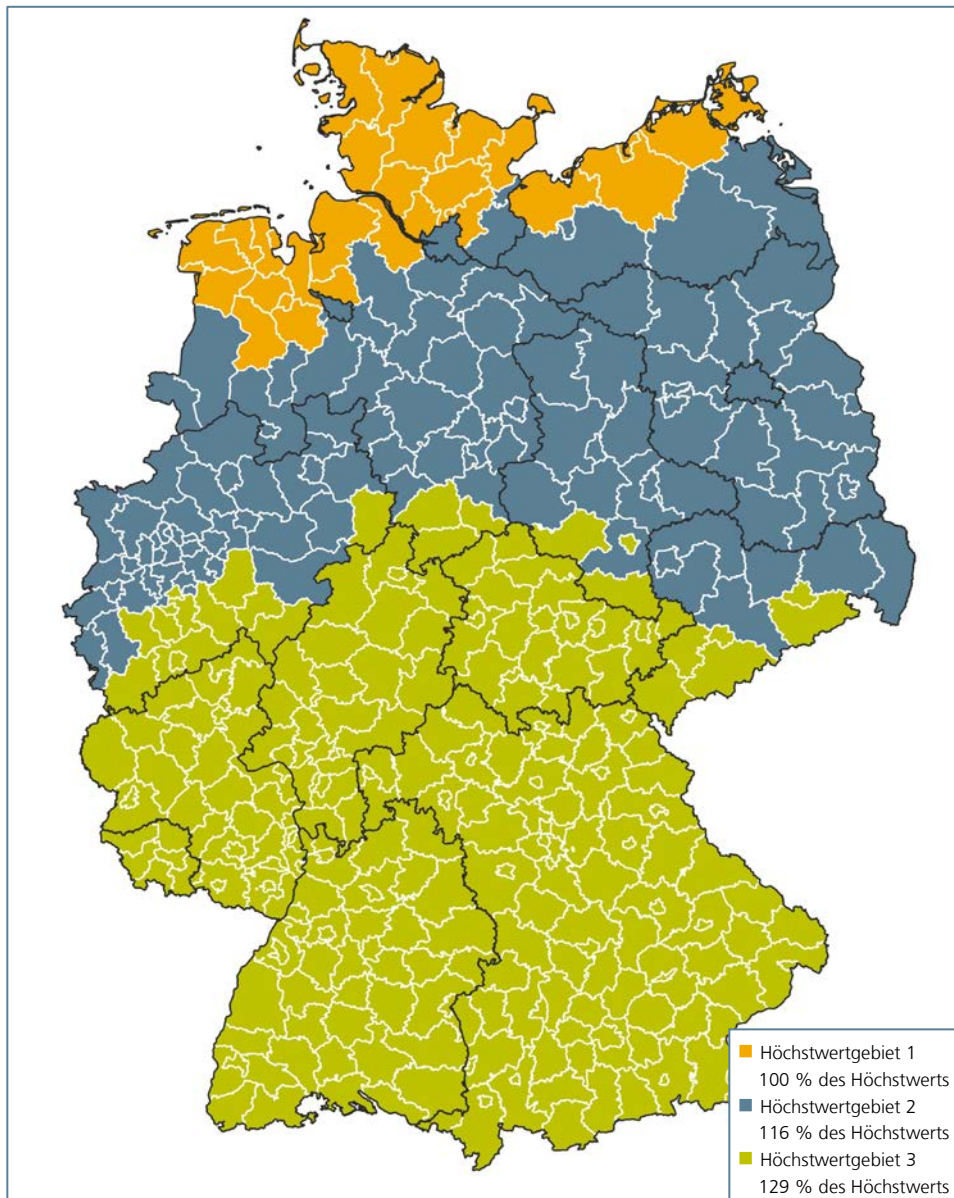 Höchstwertgebiet 1
100 % des Höchstwerts
Höchstwertgebiet 2
116 % des Höchstwerts
Höchstwertgebiet 3
129 % des Höchstwerts